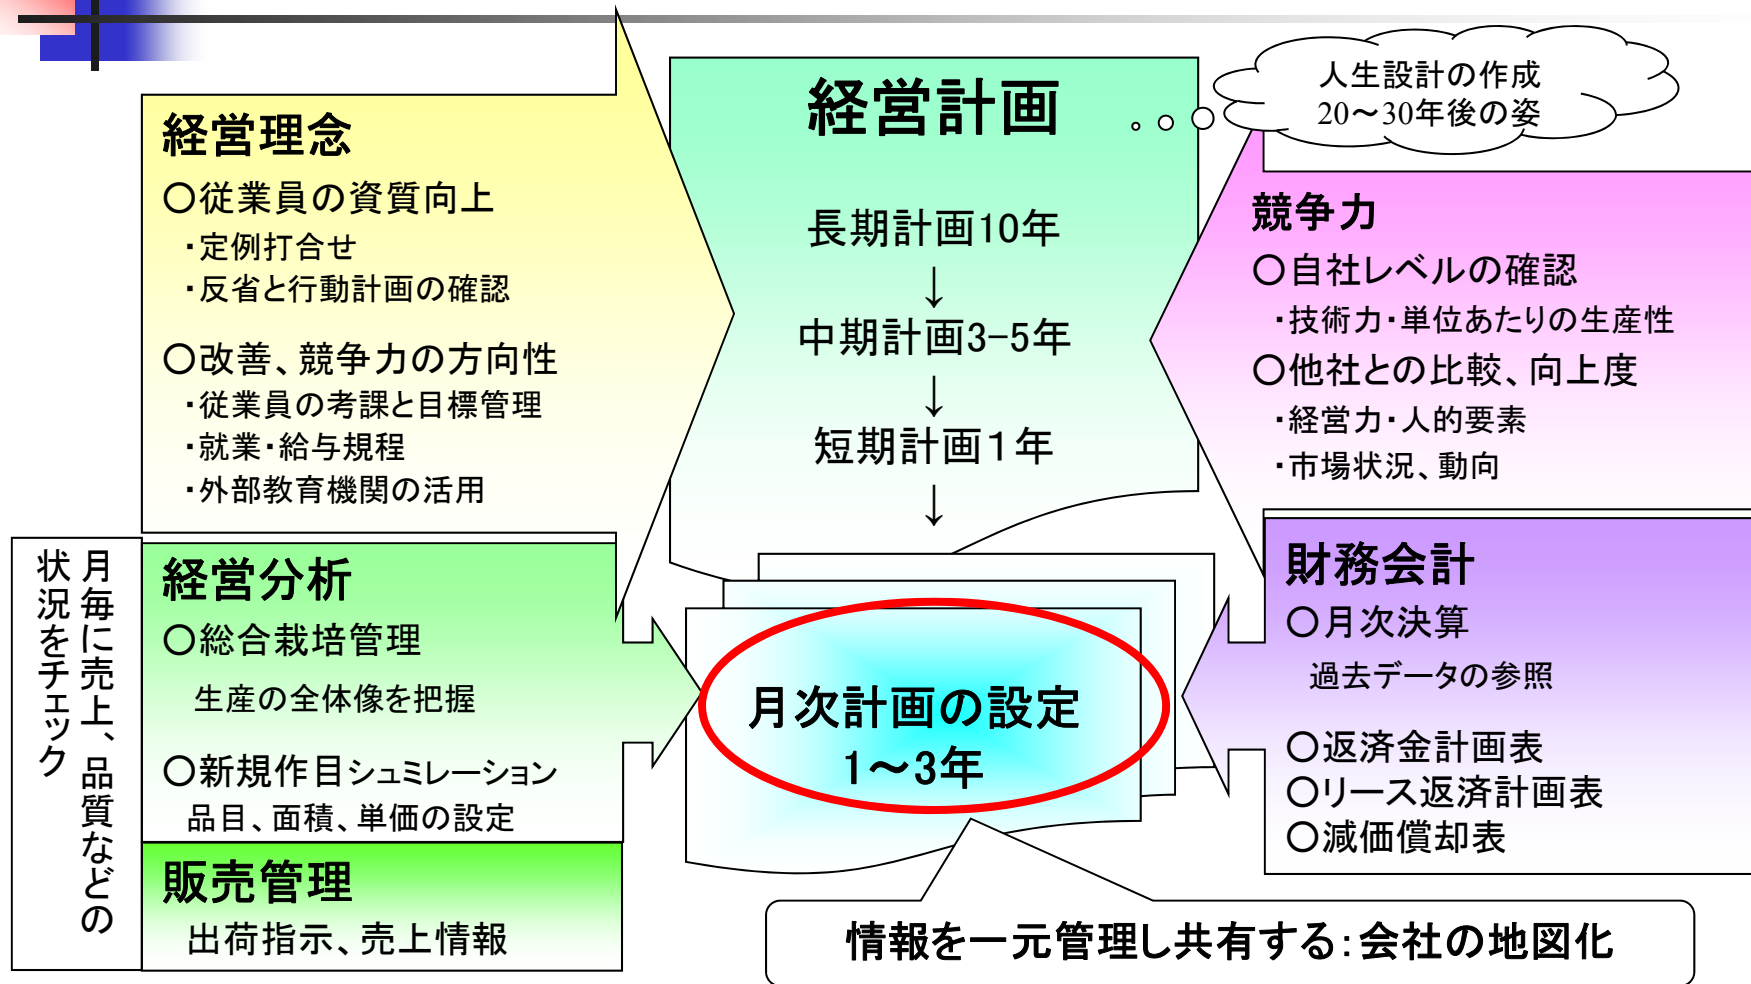 経営計画
長期計画10年
↓
中期計画3-5年
↓
短期計画１年
↓
人生設計の作成
20～30年後の姿
経営理念
○従業員の資質向上
・定例打合せ
・反省と行動計画の確認
○改善、競争力の方向性
・従業員の考課と目標管理
・就業・給与規程
・外部教育機関の活用
競争力
○自社レベルの確認
・技術力・単位あたりの生産性
○他社との比較、向上度
・経営力・人的要素
・市場状況、動向
月毎に売上、品質などの
状況をチェック
経営分析
○総合栽培管理
生産の全体像を把握
○新規作目シュミレーション
品目、面積、単価の設定
販売管理
出荷指示、売上情報
月次計画の設定
1～3年
財務会計
○月次決算
過去データの参照
○返済金計画表
○リース返済計画表
○減価償却表
情報を一元管理し共有する：会社の地図化